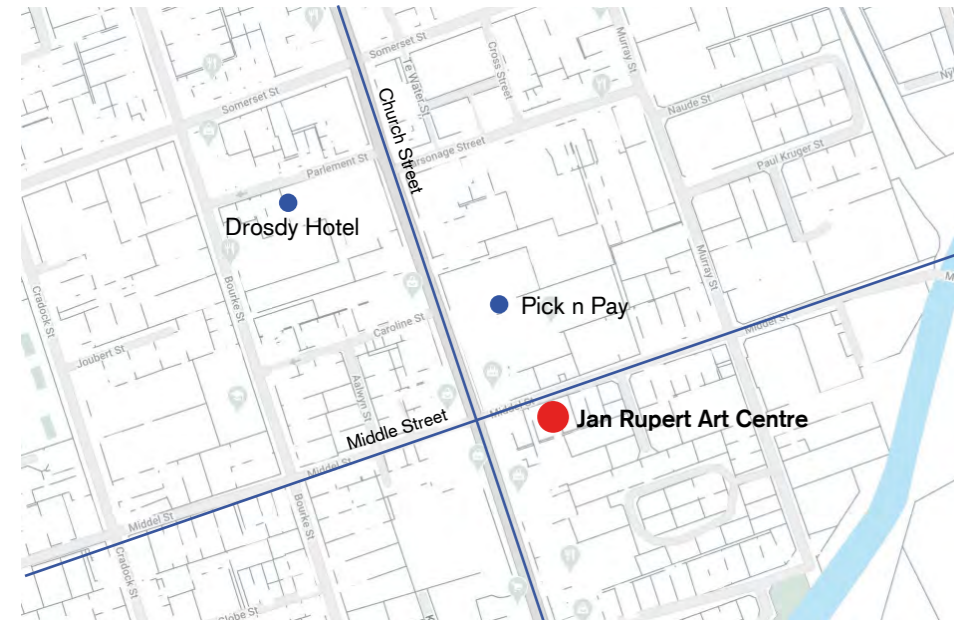 Somerset St
Cross Street
Murray St
Te Water St
Somerset St
Naude St
Church Street
Parsonage Street
Parlement St
Paul Kruger St
Drosdy Hotel
Cradock St
Bourke St
Murray St
Pick n Pay
Caroline St
Joubert St
Middel St
Aalwyn St
Middel St
Jan Rupert Art Centre
Middle Street
Middel St
Middel St
Bourke St
Cradock St